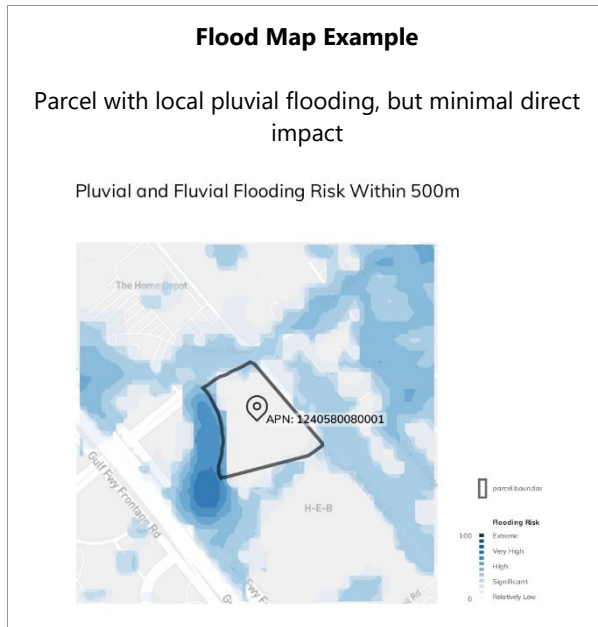 Flood Map Example
Parcel with local pluvial flooding, but minimal direct
impact
Pluvial and Fluvial Flooding Risk Within 500m
The Home Depot
APN: 1240580080001
Gulf Fwy Frontage Rd
H-E-B
parcel boundar
Flooding Risk
100 Extreme
Very High
High
Significant
0 Relatively Low